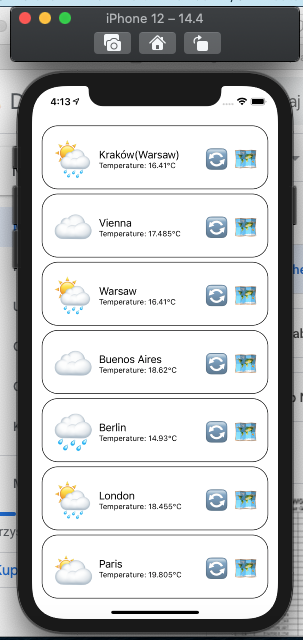 iPhone 12 – 14.4
4:13
Kraków(Warsaw)
Temperature: 16.41°C
Vienna
Temperature: 17.485°C
Warsaw
Temperature: 16.41°C
Buenos Aires
Temperature: 18.62°C
Berlin
Temperature: 14.93°C
London
Temperature: 18.455°C
Paris
Temperature: 19.805°C